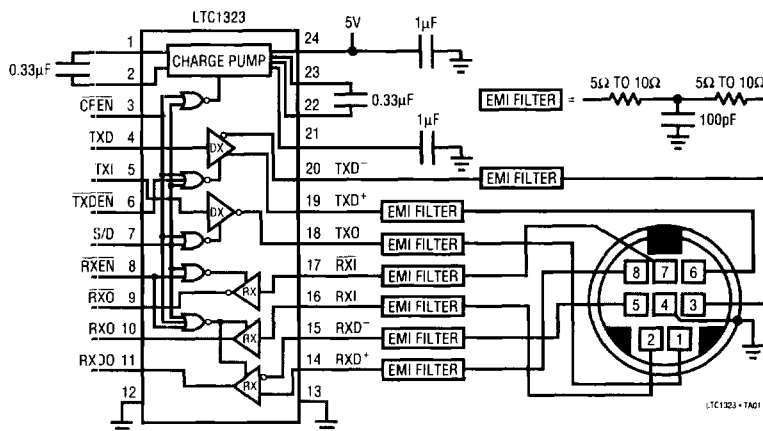 LTC1323
1 CHARGE PUMP 24 5V 1µF
0.33µF 2 23 0.33µF
CFEN 3 22
TXD 4 DX 21 1µF
TXI 5 20 TXD⁻ EMI FILTER
TXDEN 6 DX 19 TXD⁺ EMI FILTER
S/D 7 18 TXO EMI FILTER
RXEN 8 17 RXI EMI FILTER
RXO 9 RX 16 RXI EMI FILTER
RXO 10 RX 15 RXD⁻ EMI FILTER
RXDO 11 RX 14 RXD⁺ EMI FILTER
12 13
EMI FILTER = 5Ω TO 10Ω 5Ω TO 10Ω
100pF
8 7 6
5 4 3
2 1
LTC1323 • TA01